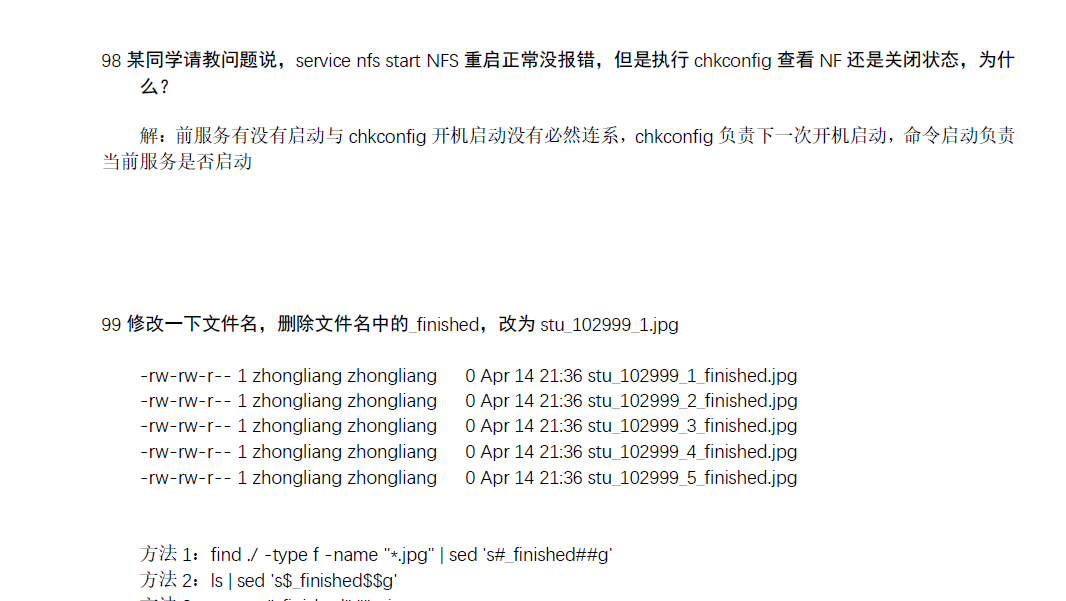 98 某同学请教问题说，service nfs start NFS 重启正常没报错，但是执行 chkconfig 查看 NF 还是关闭状态，为什
么？
解：前服务有没有启动与 chkconfig 开机启动没有必然连系，chkconfig 负责下一次开机启动，命令启动负责
当前服务是否启动
99 修改一下文件名，删除文件名中的_finished，改为 stu_102999_1.jpg
-rw-rw-r-- 1 zhongliang zhongliang 0 Apr 14 21:36 stu_102999_1_finished.jpg
-rw-rw-r-- 1 zhongliang zhongliang 0 Apr 14 21:36 stu_102999_2_finished.jpg
-rw-rw-r-- 1 zhongliang zhongliang 0 Apr 14 21:36 stu_102999_3_finished.jpg
-rw-rw-r-- 1 zhongliang zhongliang 0 Apr 14 21:36 stu_102999_4_finished.jpg
-rw-rw-r-- 1 zhongliang zhongliang 0 Apr 14 21:36 stu_102999_5_finished.jpg
方法 1：find ./ -type f -name "*.jpg" | sed 's#_finished##g'
方法 2：ls | sed 's$_finished$$g'